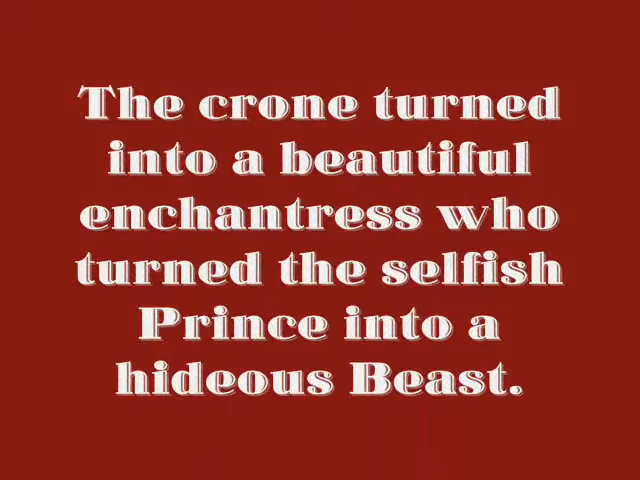 The crone turned
into a beautiful
enchantress who
turned the selfish
Prince into a
hideous Beast.